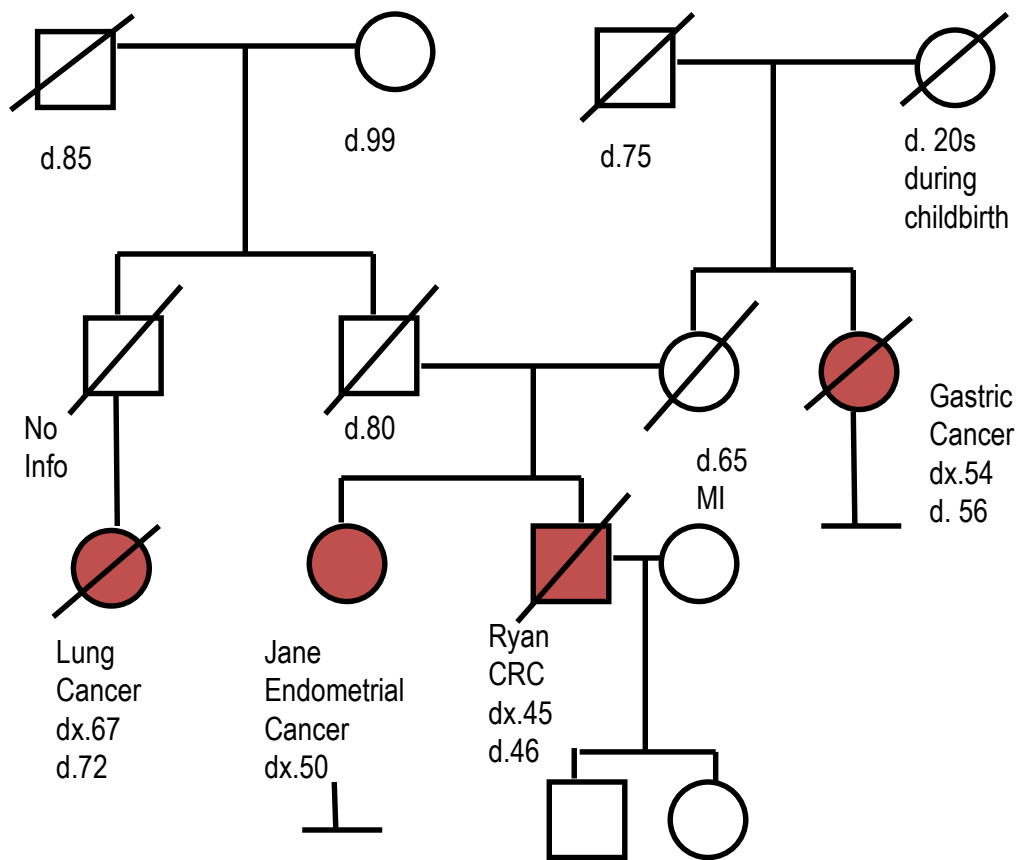 d.85
d.99
d.75
d. 20s
during
childbirth
No
Info
d.80
d.65
MI
Gastric
Cancer
dx.54
d. 56
Lung
Cancer
dx.67
d.72
Jane
Endometrial
Cancer
dx.50
Ryan
CRC
dx.45
d.46